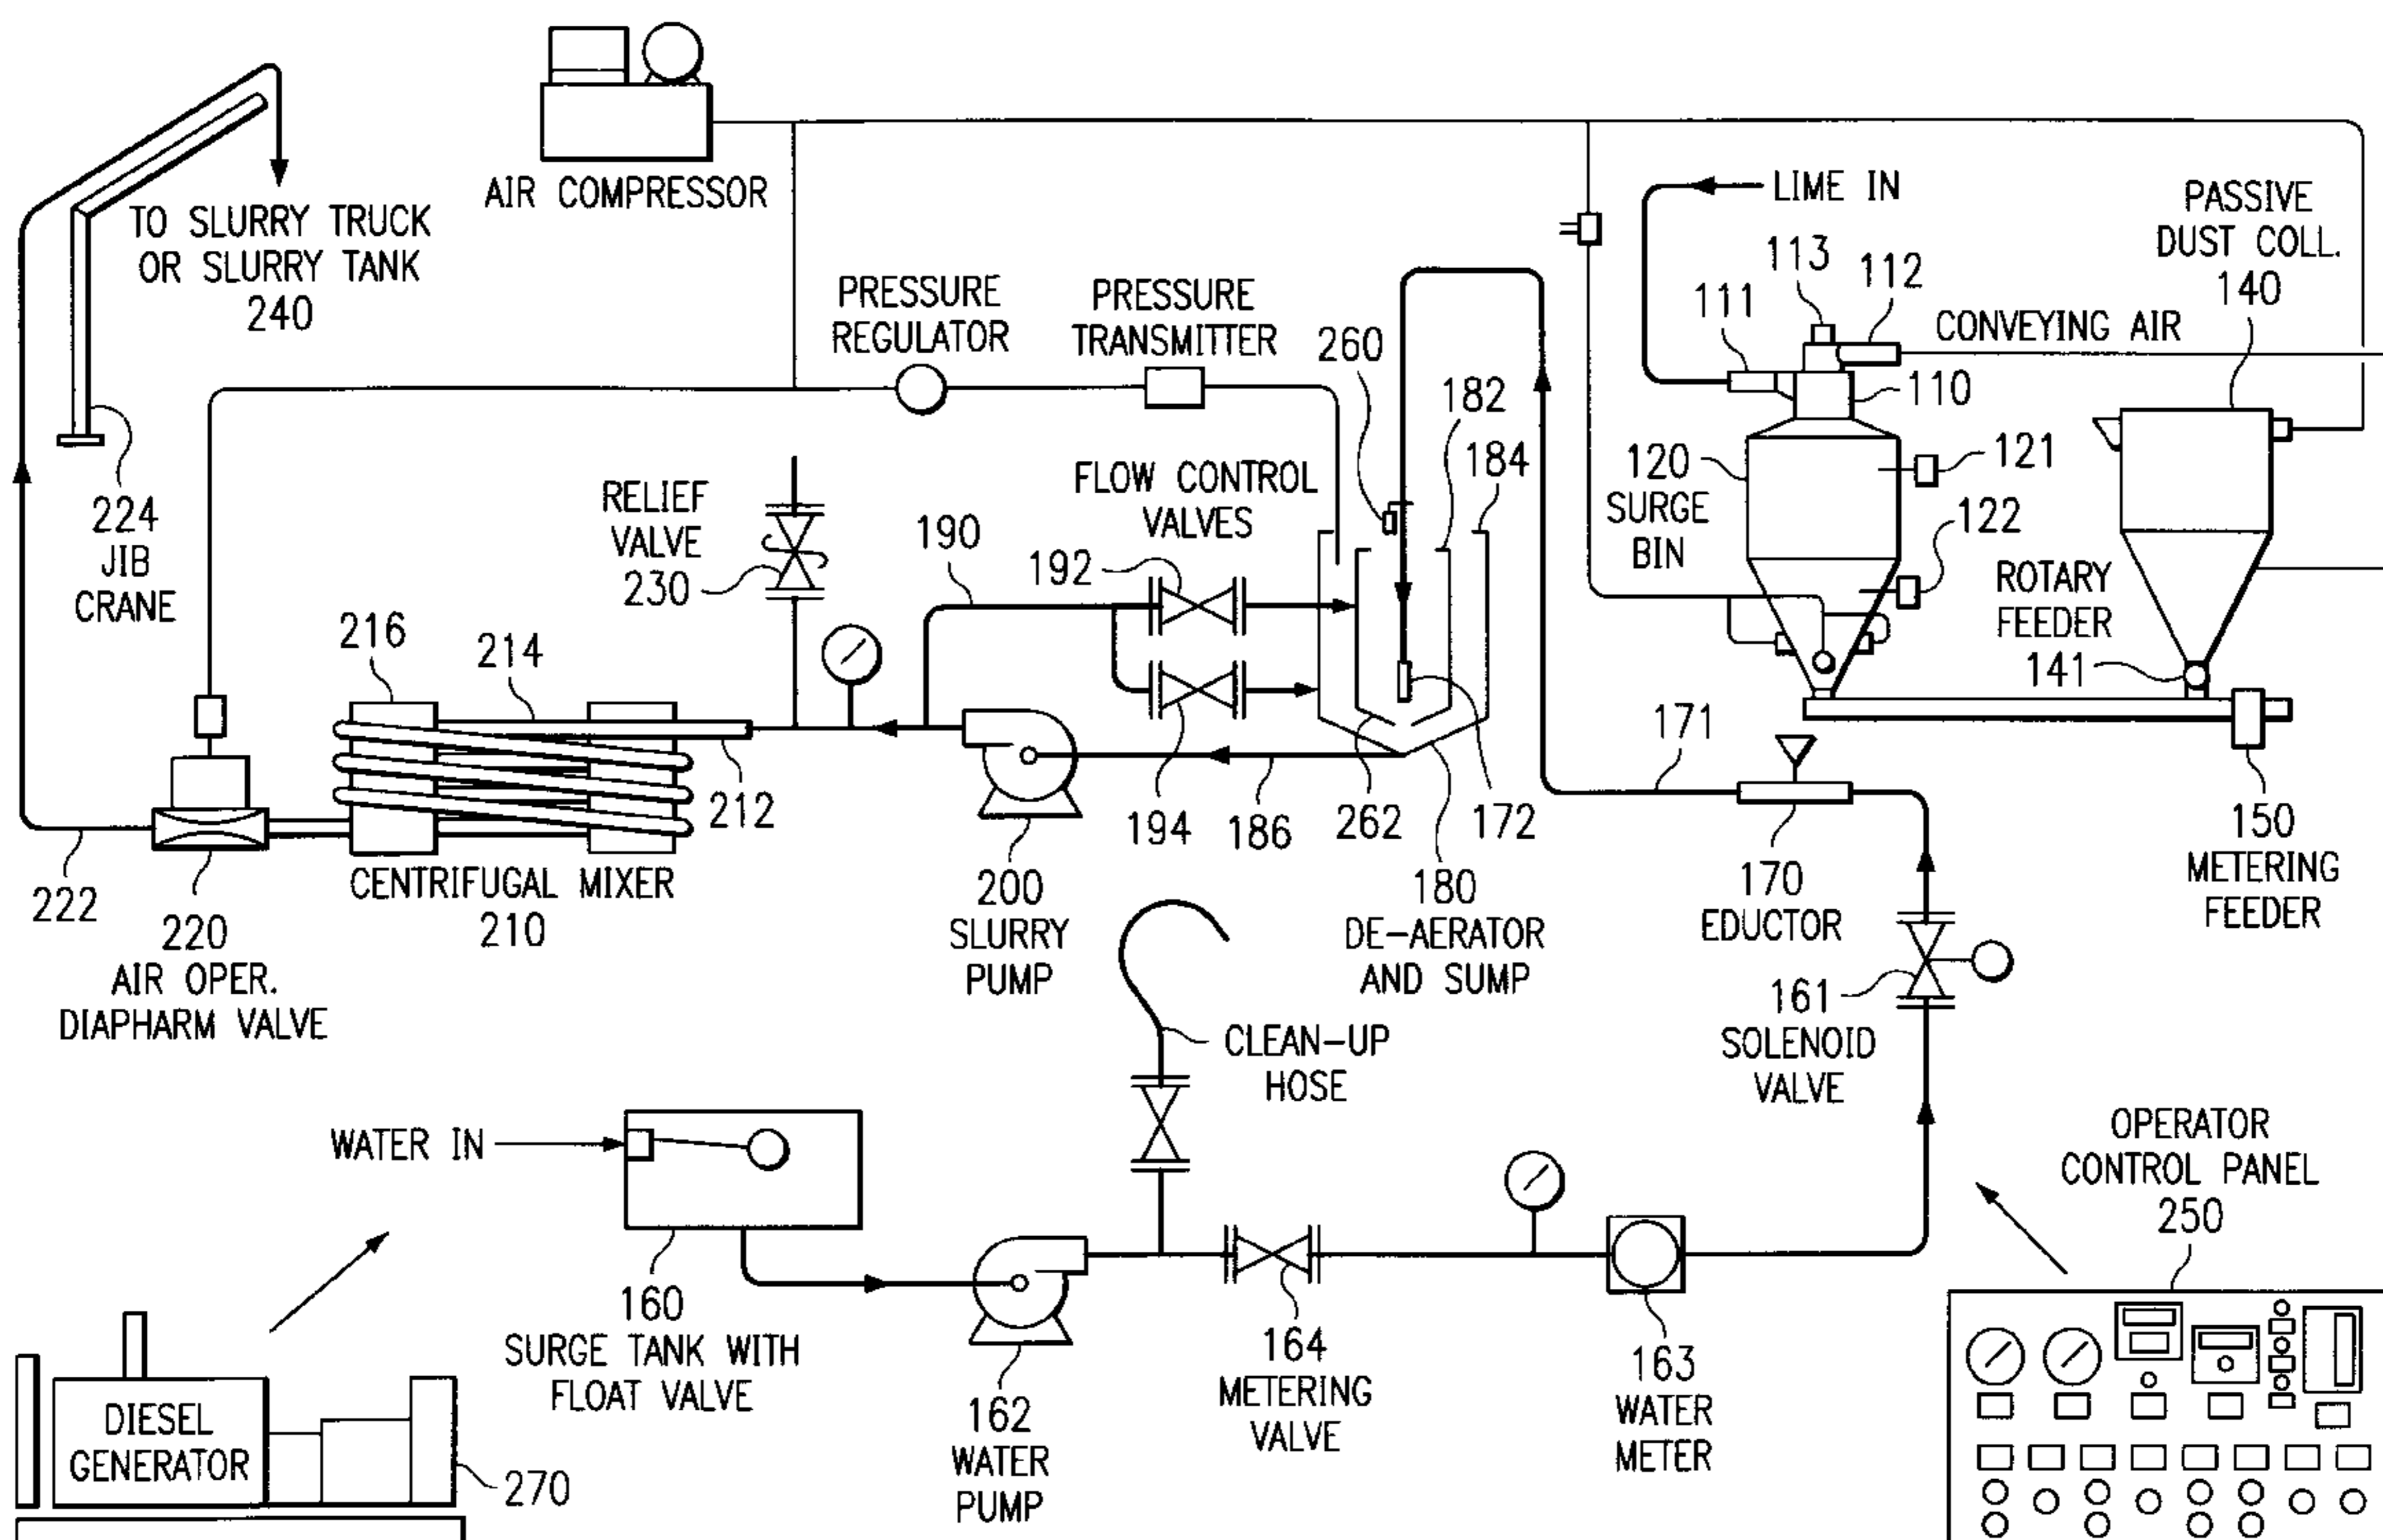 AIR COMPRESSOR
TO SLURRY TRUCK
OR SLURRY TANK
240
LIME IN
PASSIVE
DUST COLL.
140
113
112
111
CONVEYING AIR
110
PRESSURE
REGULATOR
PRESSURE
TRANSMITTER
260
182
184
120
SURGE
BIN
121
122
224
JIB
CRANE
RELIEF
VALVE
230
FLOW CONTROL
VALVES
190
192
ROTARY
FEEDER
141
216
214
212
194
186
262
172
171
150
METERING
FEEDER
222
220
AIR OPER.
DIAPHARM VALVE
CENTRIFUGAL MIXER
210
200
SLURRY
PUMP
180
DE-AERATOR
AND SUMP
170
EDUCTOR
161
SOLENOID
VALVE
CLEAN-UP
HOSE
WATER IN
OPERATOR
CONTROL PANEL
250
160
SURGE TANK WITH
FLOAT VALVE
162
WATER
PUMP
164
METERING
VALVE
163
WATER
METER
DIESEL
GENERATOR
270